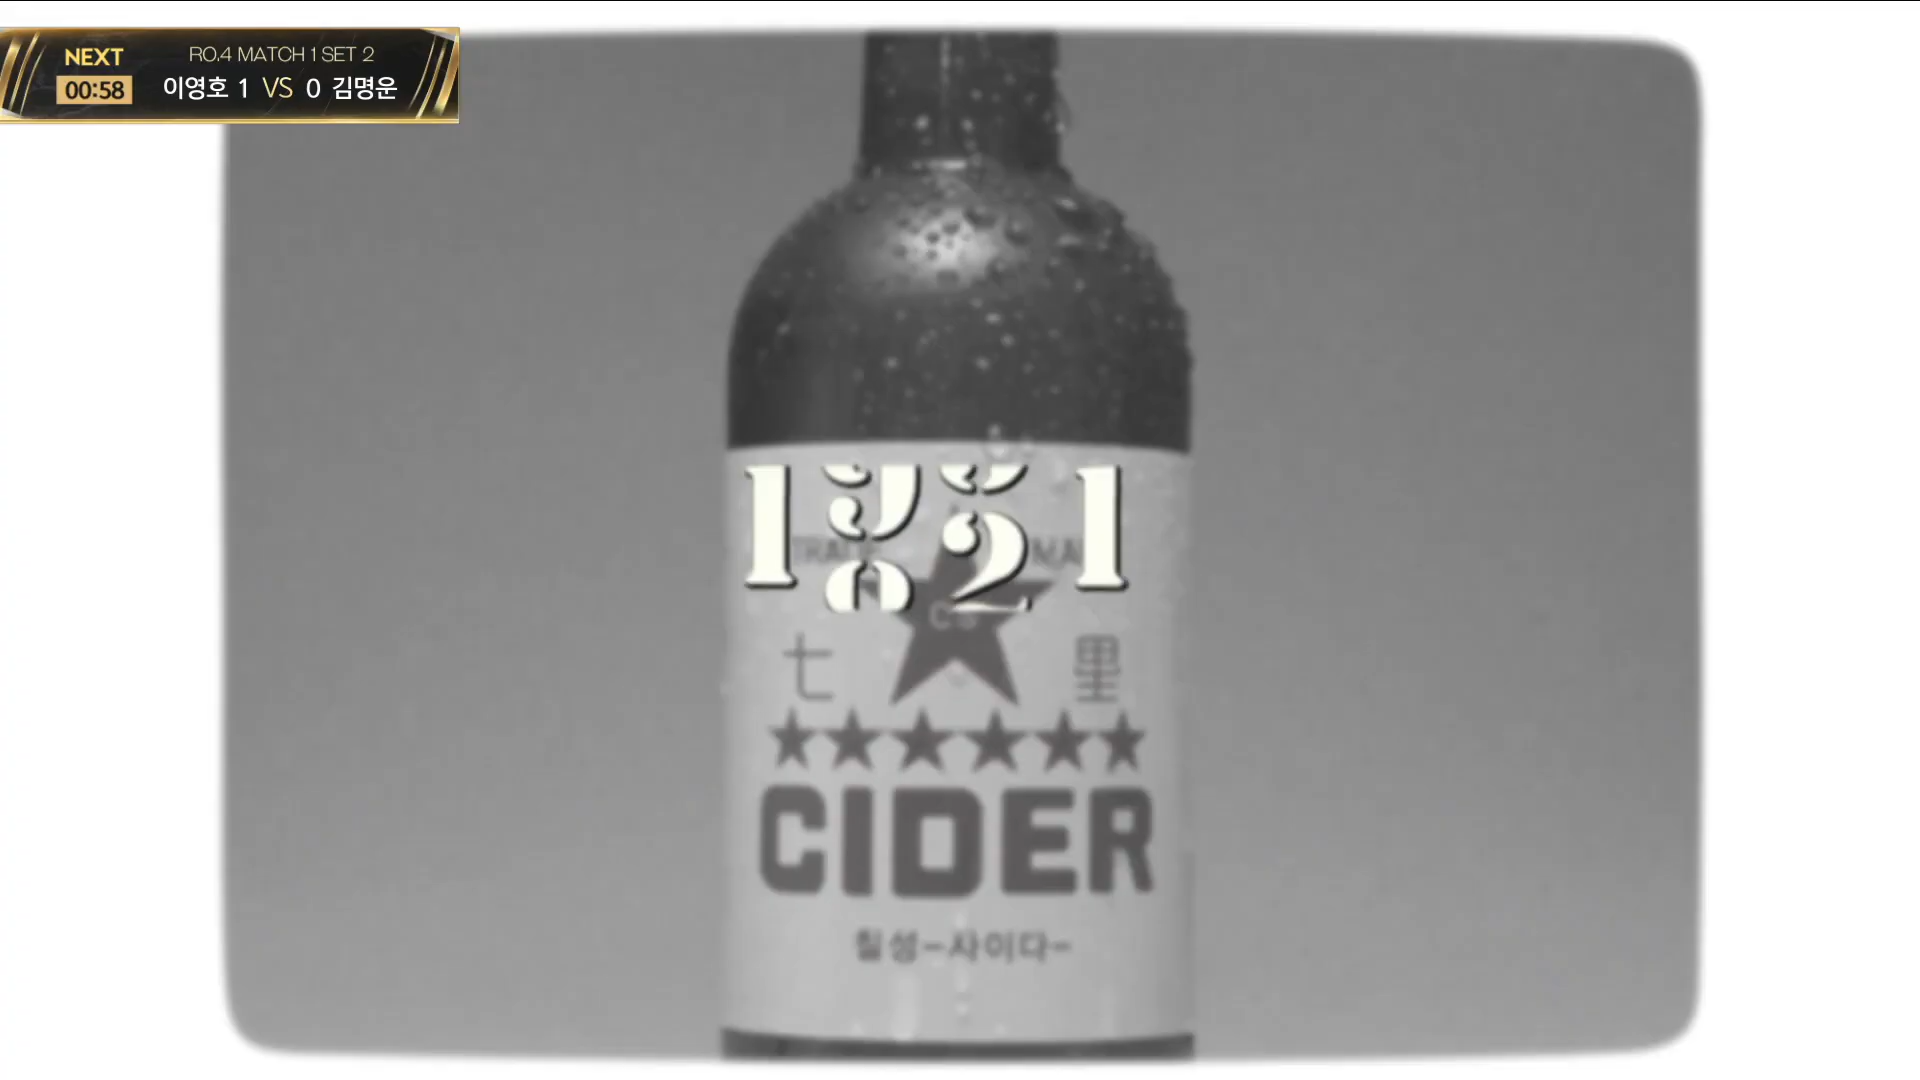 NEXT
RO.4 MATCH 1 SET 2
00:58
이영호 1 VS 0 김명운
C.S
七
星
CIDER
칠성-사이다-